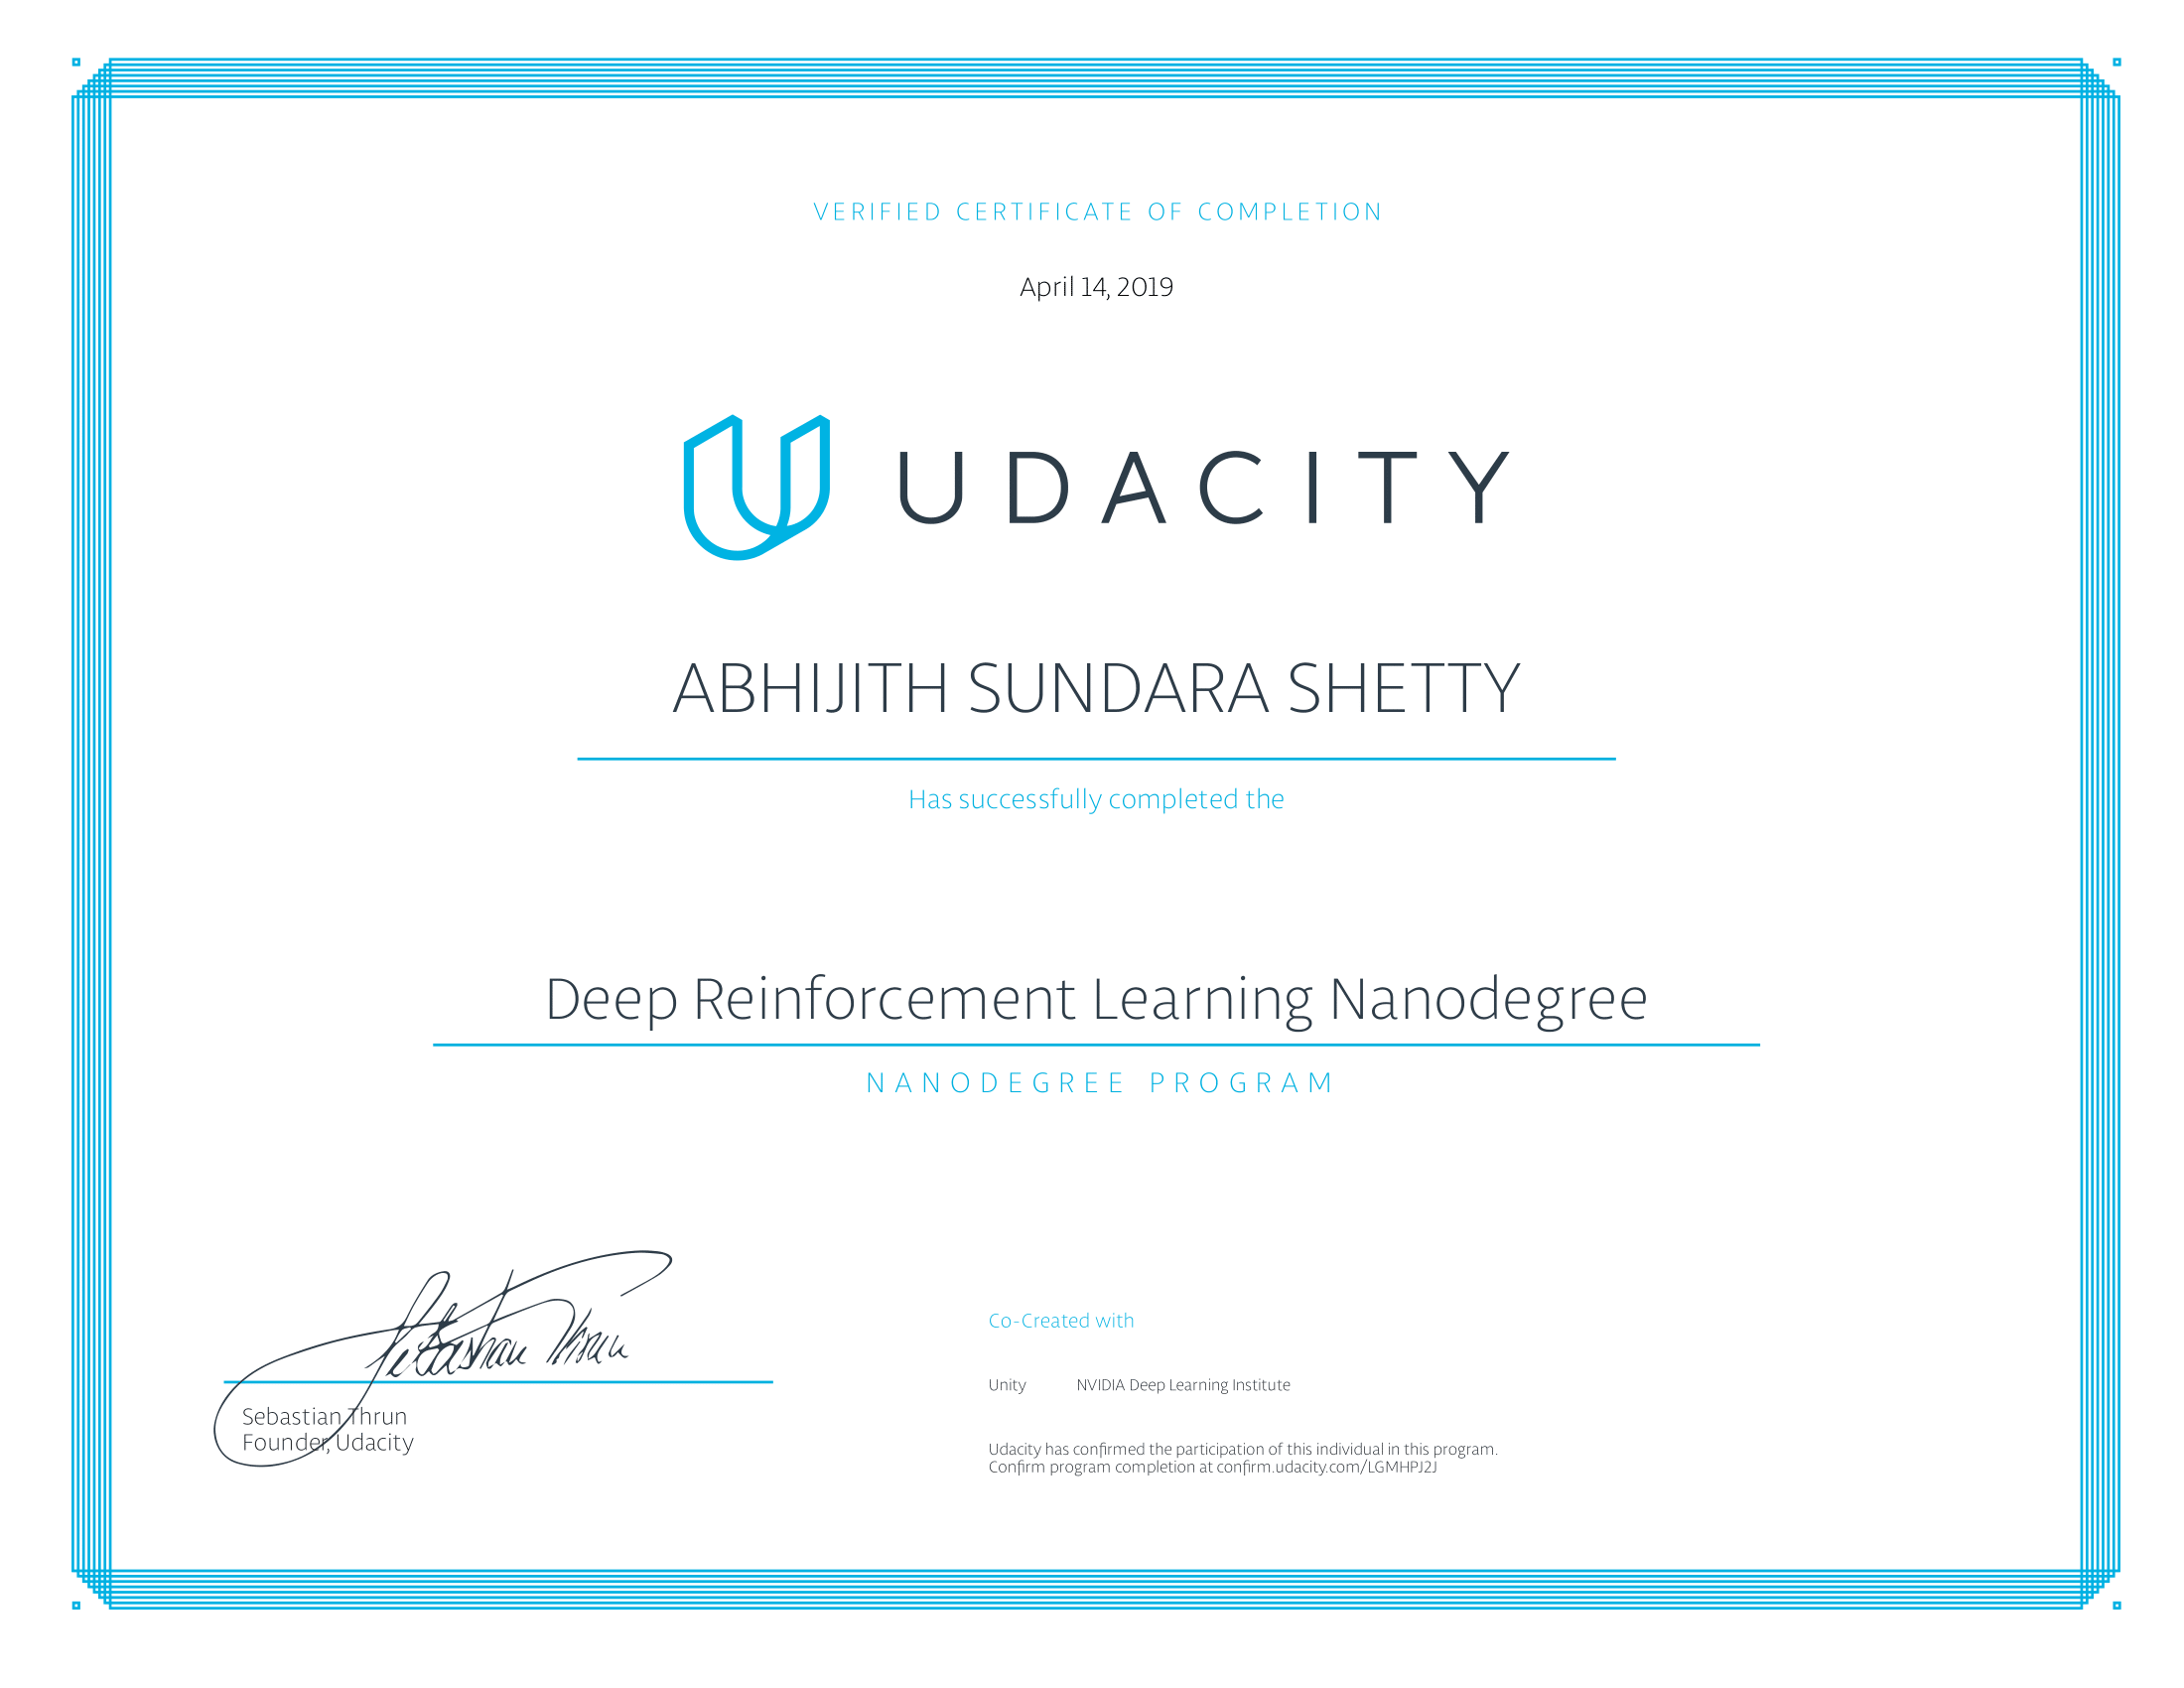 VERIFIED CERTIFICATE OF COMPLETION
April 14, 2019
UDACITY
ABHIJITH SUNDARA SHETTY
Has successfully completed the
Deep Reinforcement Learning Nanodegree
NANODEGREE PROGRAM
Sebastian Thrun
Sebastian Thrun
Founder, Udacity
Co-Created with
Unity NVIDIA Deep Learning Institute
Udacity has confirmed the participation of this individual in this program.
Confirm program completion at confirm.udacity.com/LGMHPJ2J